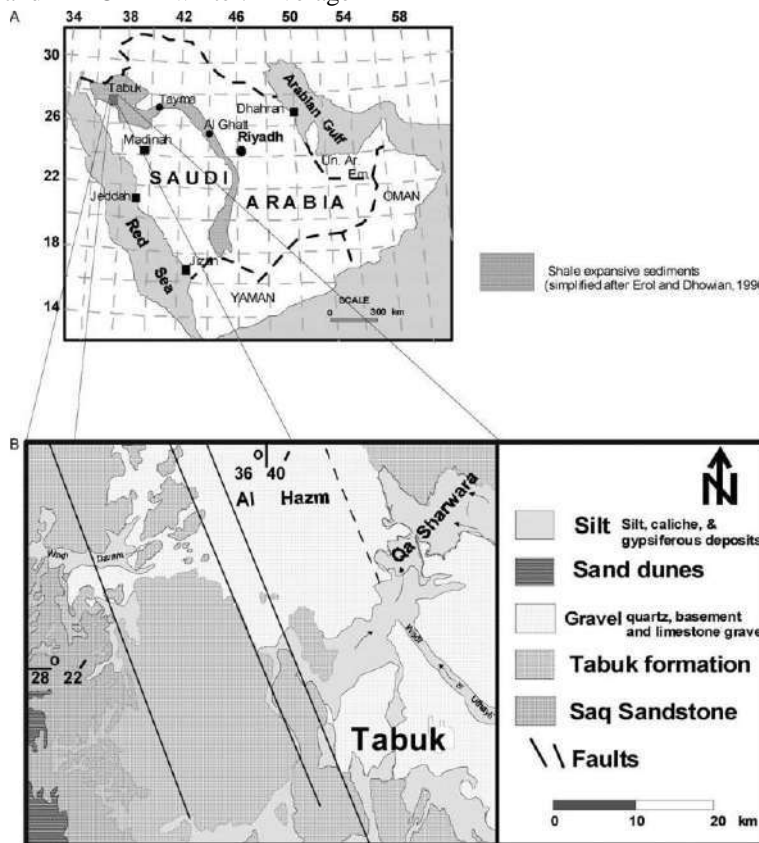 A
34 38 42 46 50 54 58
30
26
22
18
14
Tabuk
Tayma
Al Ghatt
Dhahran
Arabian Gulf
Riyadh
Madinah
Un. Ar.
Em.
SAUDI
ARABIA
OMAN
Jeddah
Red Sea
Jizan
YAMAN
SCALE
0 300 km
Shale expansive sediments
(simplified after Erol and Dhowian, 1990
B
O
36 40
Al Hazm
Qa Sharwara
Wadi
O
28 22
Wadi
Tabuk
N
Silt Silt, caliche, &
gypsiferous deposits
Sand dunes
Gravel quartz, basement
and limestone grave
Tabuk formation
Saq Sandstone
Faults
0 10 20
km